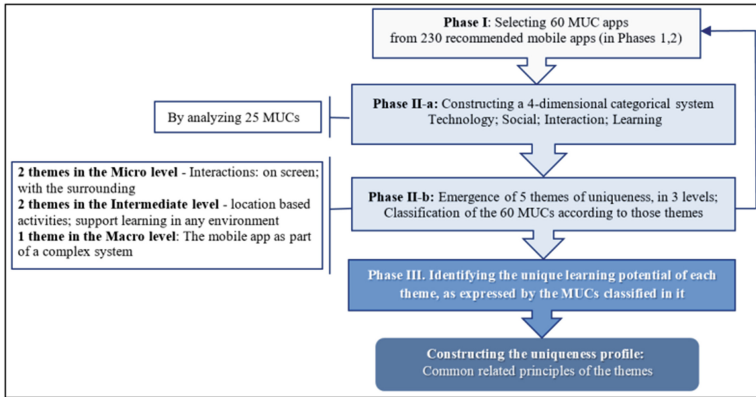 Phase I: Selecting 60 MUC apps
from 230 recommended mobile apps (in Phases 1,2)
By analyzing 25 MUCs
Phase II-a: Constructing a 4-dimensional categorical system
Technology; Social; Interaction; Learning
2 themes in the Micro level - Interactions: on screen;
with the surrounding
2 themes in the Intermediate level - location based
activities; support learning in any environment
1 theme in the Macro level: The mobile app as part
of a complex system
Phase II-b: Emergence of 5 themes of uniqueness, in 3 levels;
Classification of the 60 MUCs according to those themes
Phase III. Identifying the unique learning potential of each
theme, as expressed by the MUCs classified in it
Constructing the uniqueness profile:
Common related principles of the themes